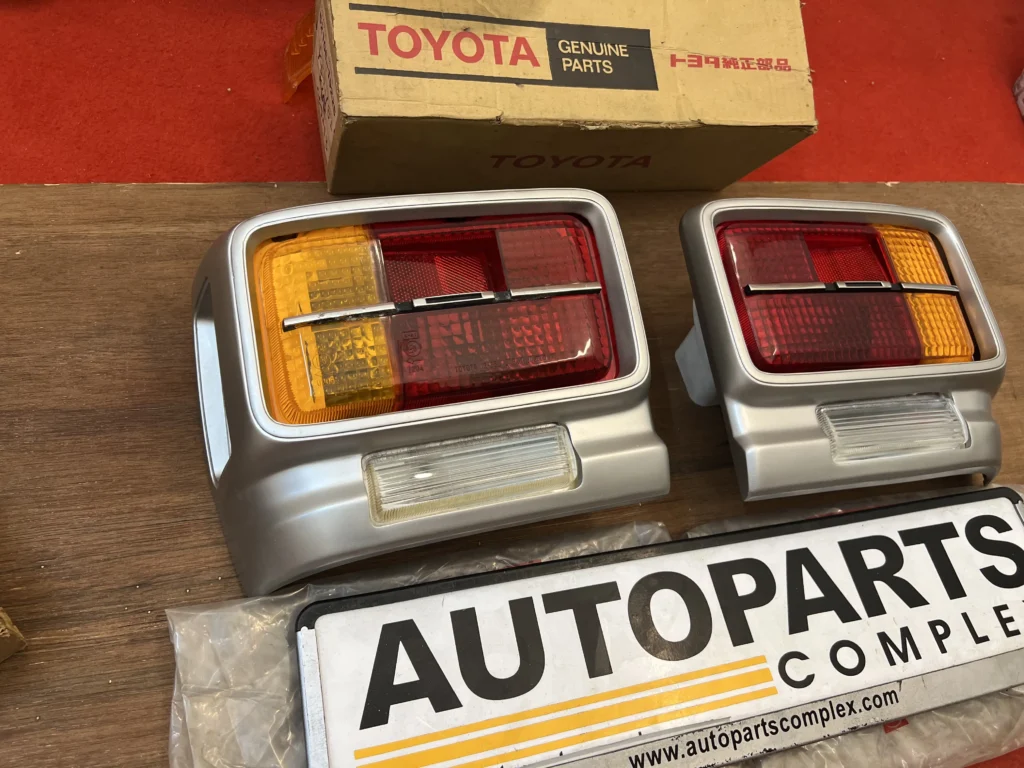 TOYOTA
GENUINE
PARTS
トヨタ純正部品
TOYOTA
AUTOPARTS
COMPLE
www.autopartscomplex.com